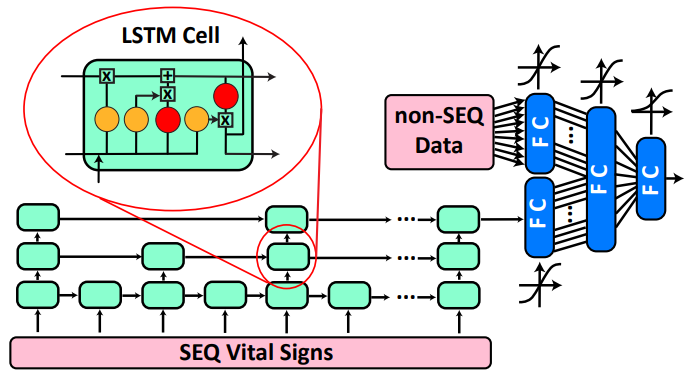 LSTM Cell
x
+
x
x
non-SEQ
Data
FC
FC
FC
FC
...
...
...
...
...
SEQ Vital Signs